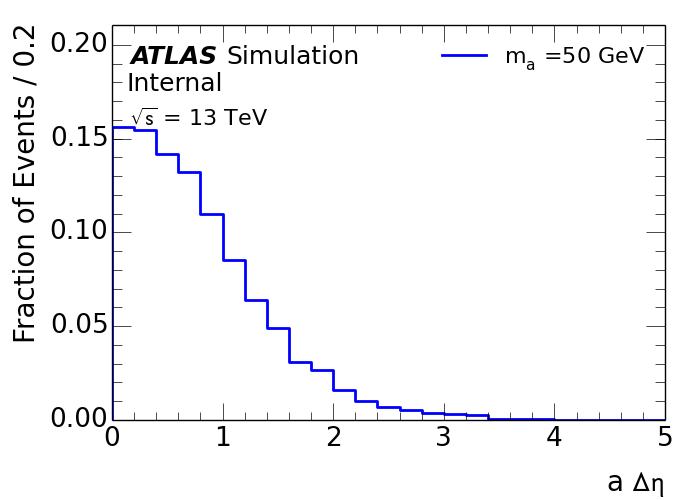 Fraction of Events / 0.2
0.20
0.15
0.10
0.05
0.00
ATLAS Simulation
Internal
√s = 13 TeV
mₐ =50 GeV
0 1 2 3 4 5
a Δη